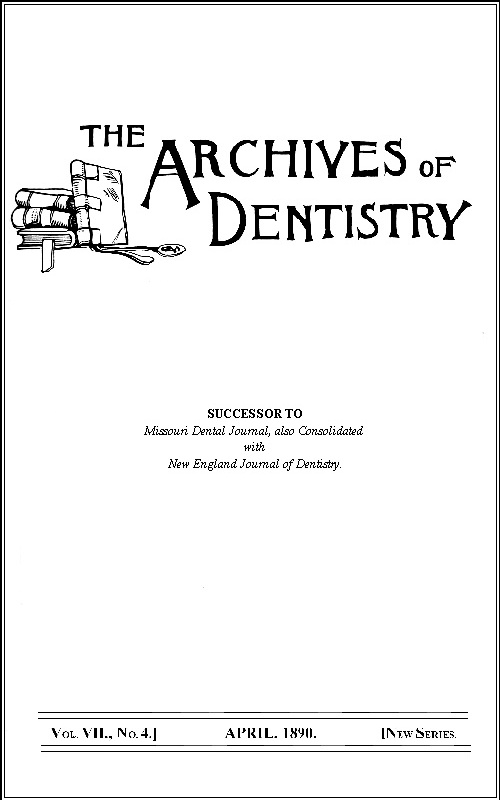 THE
ARCHIVES OF
DENTISTRY
SUCCESSOR TO
Missouri Dental Journal, also Consolidated
with
New England Journal of Dentistry.
VOL. VII., No. 4.] APRIL. 1890. [NEW SERIES.